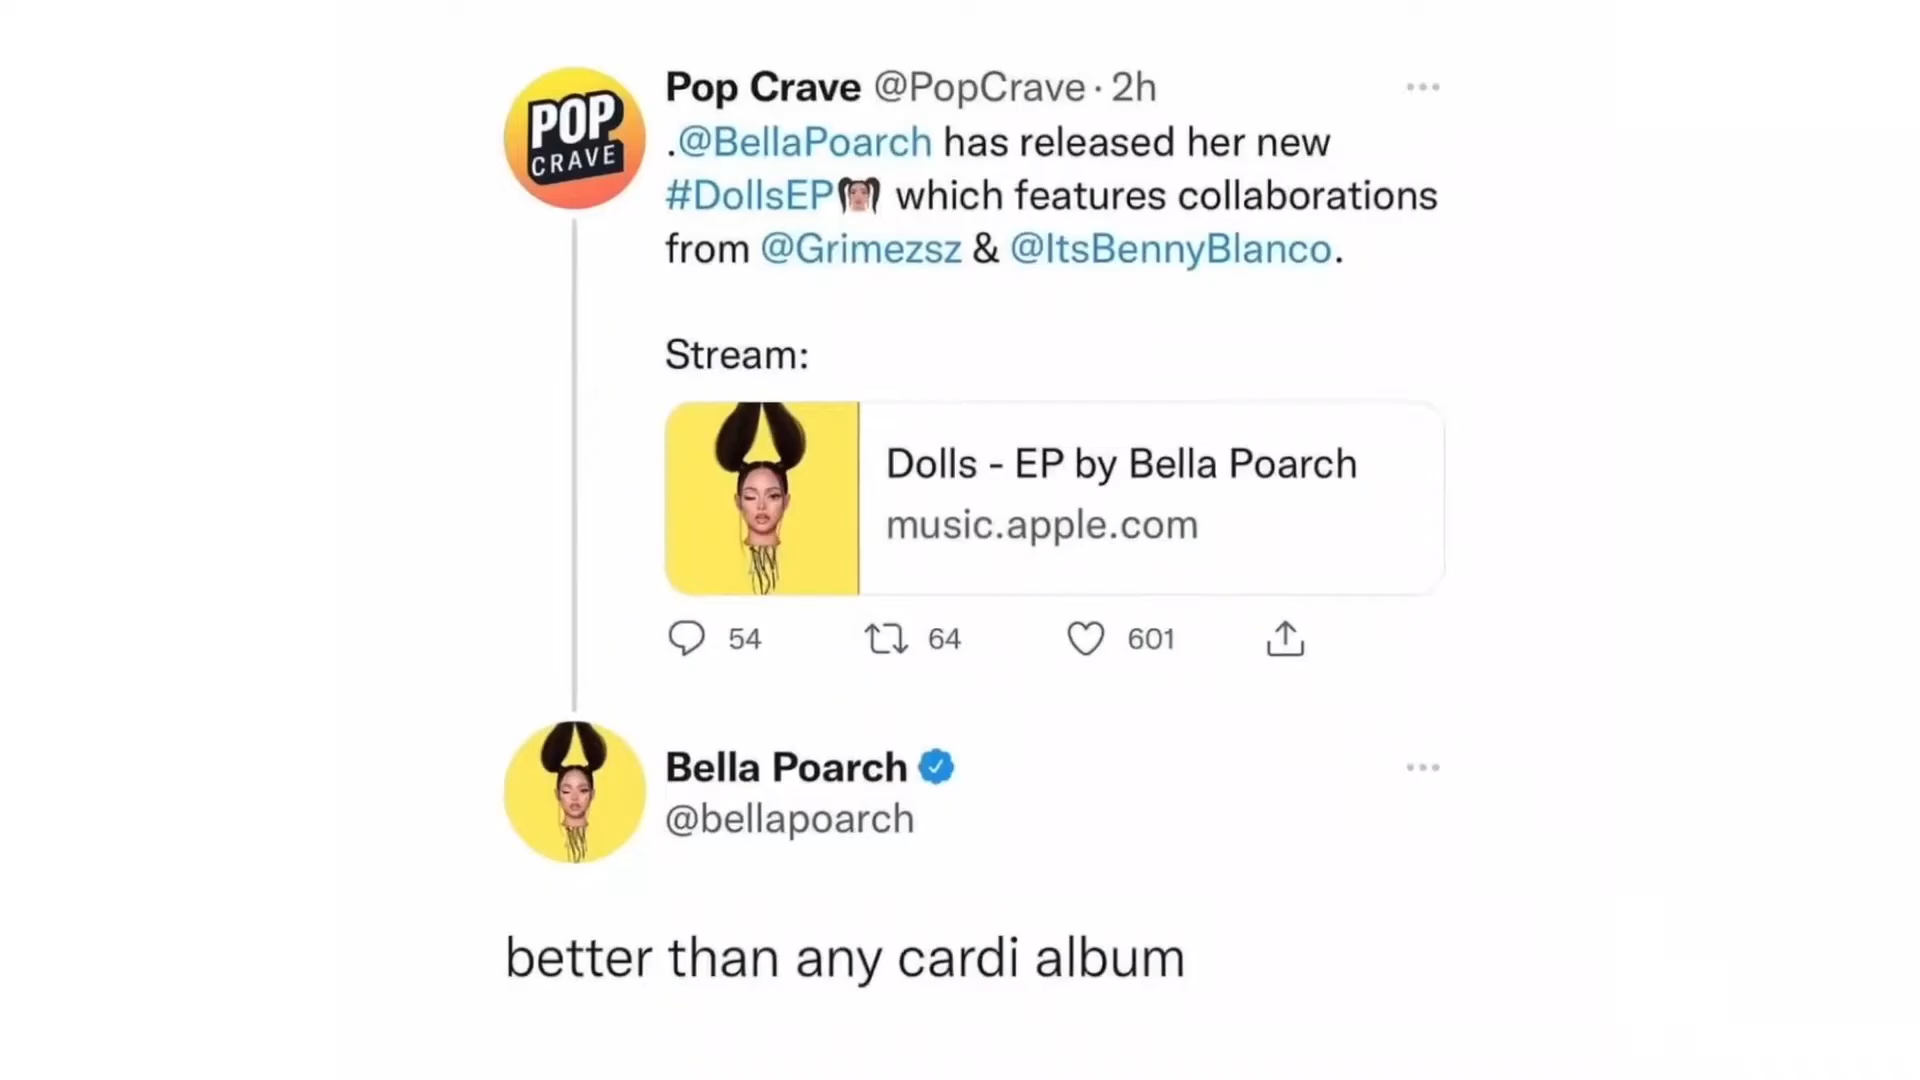 POP
CRAVE
Pop Crave @PopCrave · 2h
.@BellaPoarch has released her new
#DollsEP which features collaborations
from @Grimezsz & @ItsBennyBlanco.
Stream:
Dolls - EP by Bella Poarch
music.apple.com
54 64 601
Bella Poarch
@bellapoarch
better than any cardi album